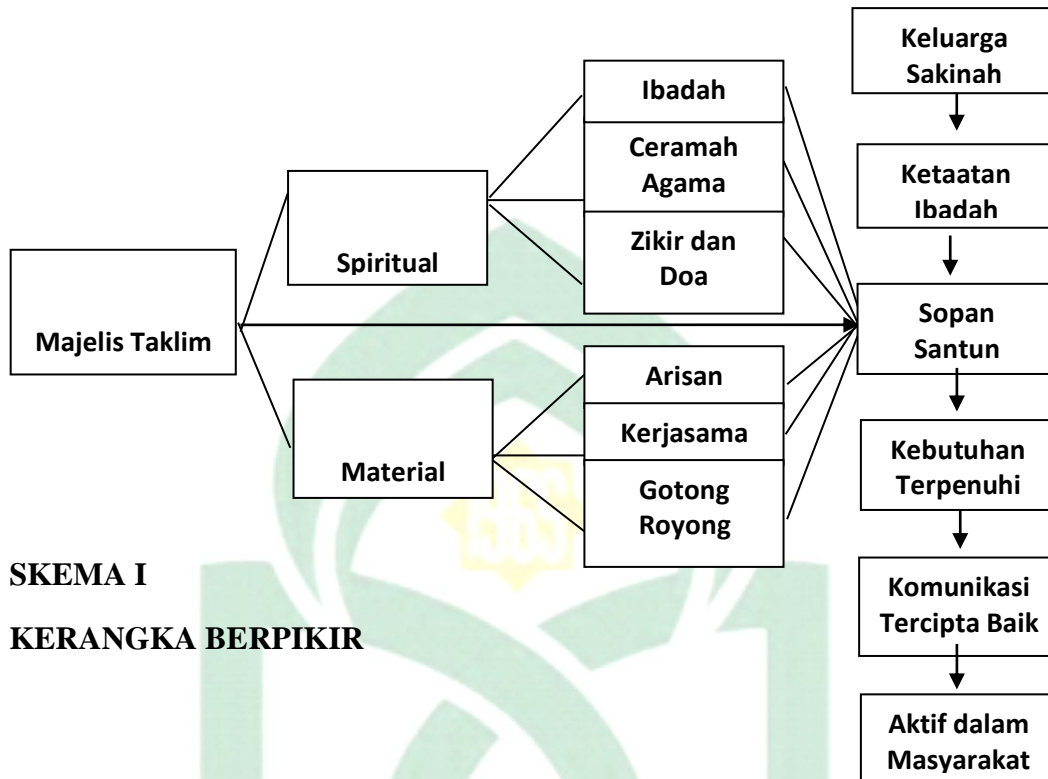 Majelis Taklim
Spiritual
Material
Ibadah
Ceramah
Agama
Zikir dan
Doa
Arisan
Kerjasama
Gotong
Royong
Keluarga
Sakinah
Ketaatan
Ibadah
Sopan
Santun
Kebutuhan
Terpenuhi
Komunikasi
Tercipta Baik
Aktif dalam
Masyarakat
SKEMA I
KERANGKA BERPIKIR